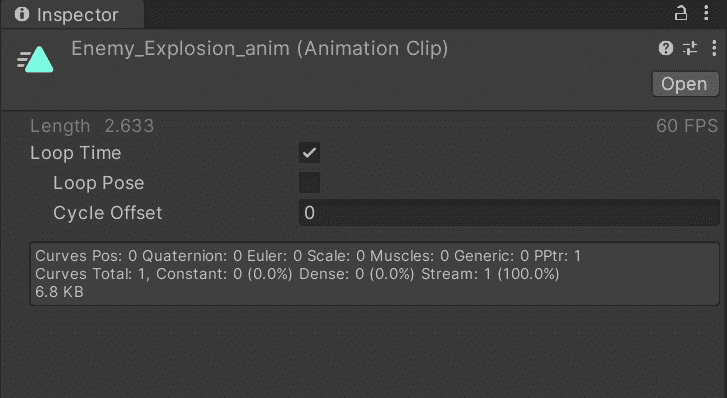 Inspector
Enemy_Explosion_anim (Animation Clip)
Open
Length 2.633 60 FPS
Loop Time
Loop Pose
Cycle Offset 0
Curves Pos: 0 Quaternion: 0 Euler: 0 Scale: 0 Muscles: 0 Generic: 0 PPtr: 1
Curves Total: 1, Constant: 0 (0.0%) Dense: 0 (0.0%) Stream: 1 (100.0%)
6.8 KB